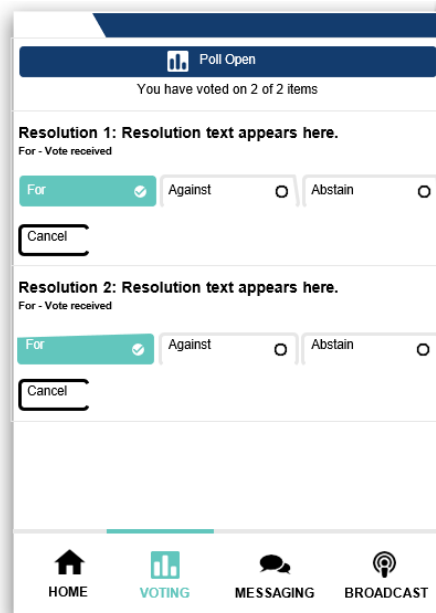 Poll Open
You have voted on 2 of 2 items
Resolution 1: Resolution text appears here.
For - Vote received
For Against Abstain
Cancel
Resolution 2: Resolution text appears here.
For - Vote received
For Against Abstain
Cancel
HOME VOTING MESSAGING BROADCAST